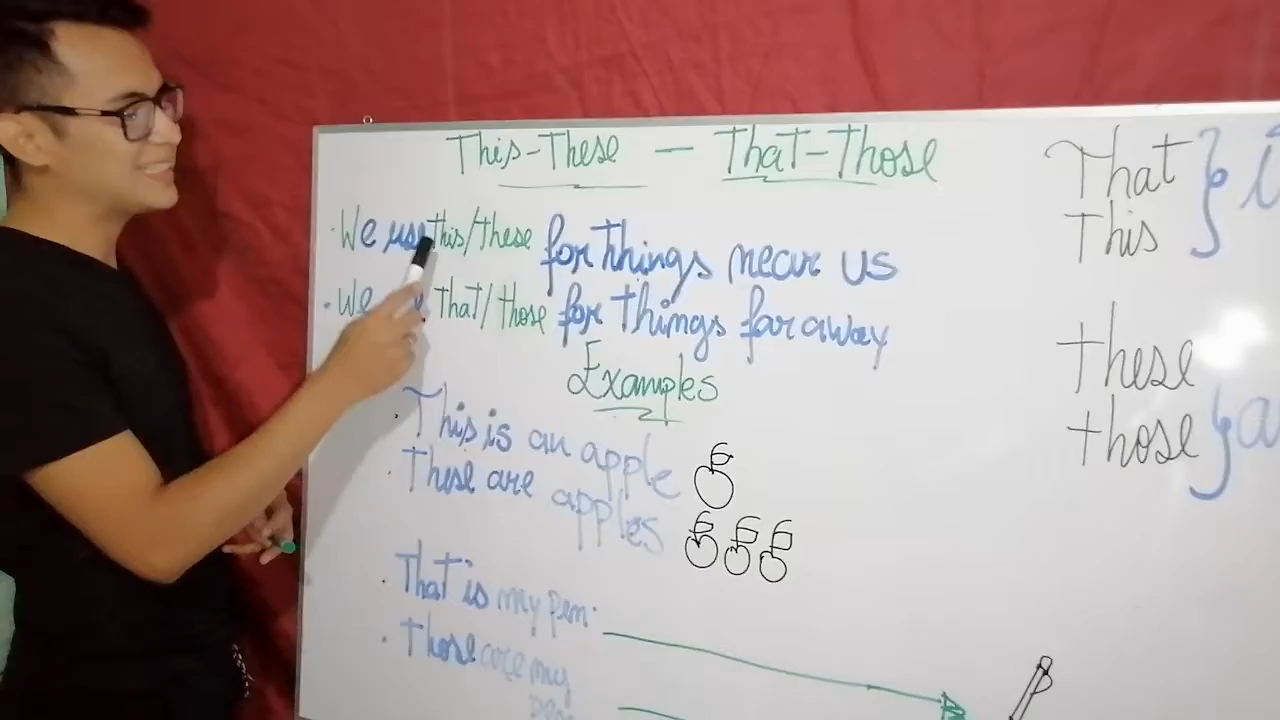 This-These — That-Those
· We use this/these for things near us
· We that/those for things far away
Examples
· This is an apple
· These are apples
· That is my pen.
· Those are my
That
This
these
those